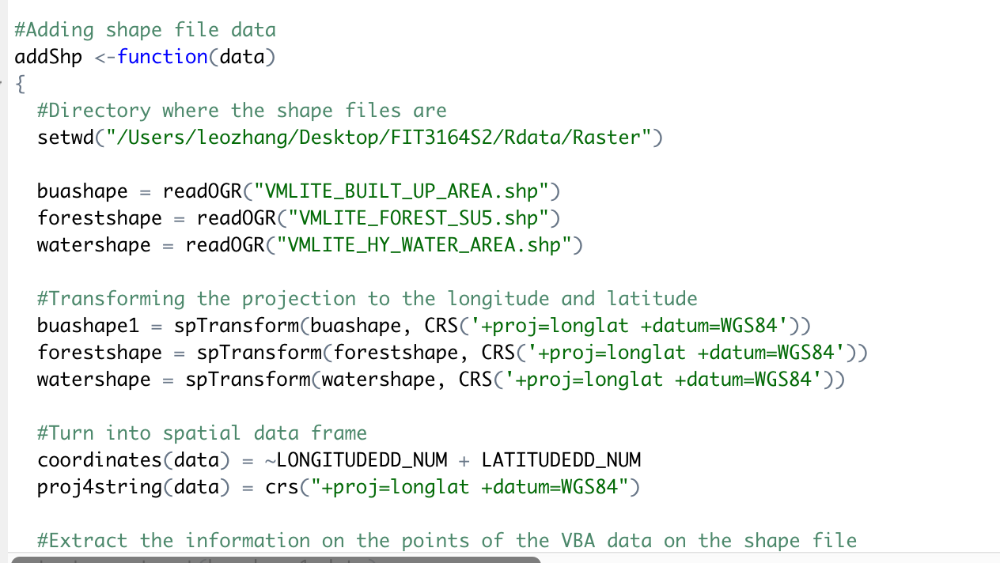 #Adding shape file data
addShp <-function(data)
{
#Directory where the shape files are
setwd("/Users/leozhang/Desktop/FIT3164S2/Rdata/Raster")
buashape = readOGR("VMLITE_BUILT_UP_AREA.shp")
forestshape = readOGR("VMLITE_FOREST_SU5.shp")
watershape = readOGR("VMLITE_HY_WATER_AREA.shp")
#Transforming the projection to the longitude and latitude
buashape1 = spTransform(buashape, CRS('+proj=longlat +datum=WGS84'))
forestshape = spTransform(forestshape, CRS('+proj=longlat +datum=WGS84'))
watershape = spTransform(watershape, CRS('+proj=longlat +datum=WGS84'))
#Turn into spatial data frame
coordinates(data) = ~LONGITUDEDD_NUM + LATITUDEDD_NUM
proj4string(data) = crs("+proj=longlat +datum=WGS84")
#Extract the information on the points of the VBA data on the shape file